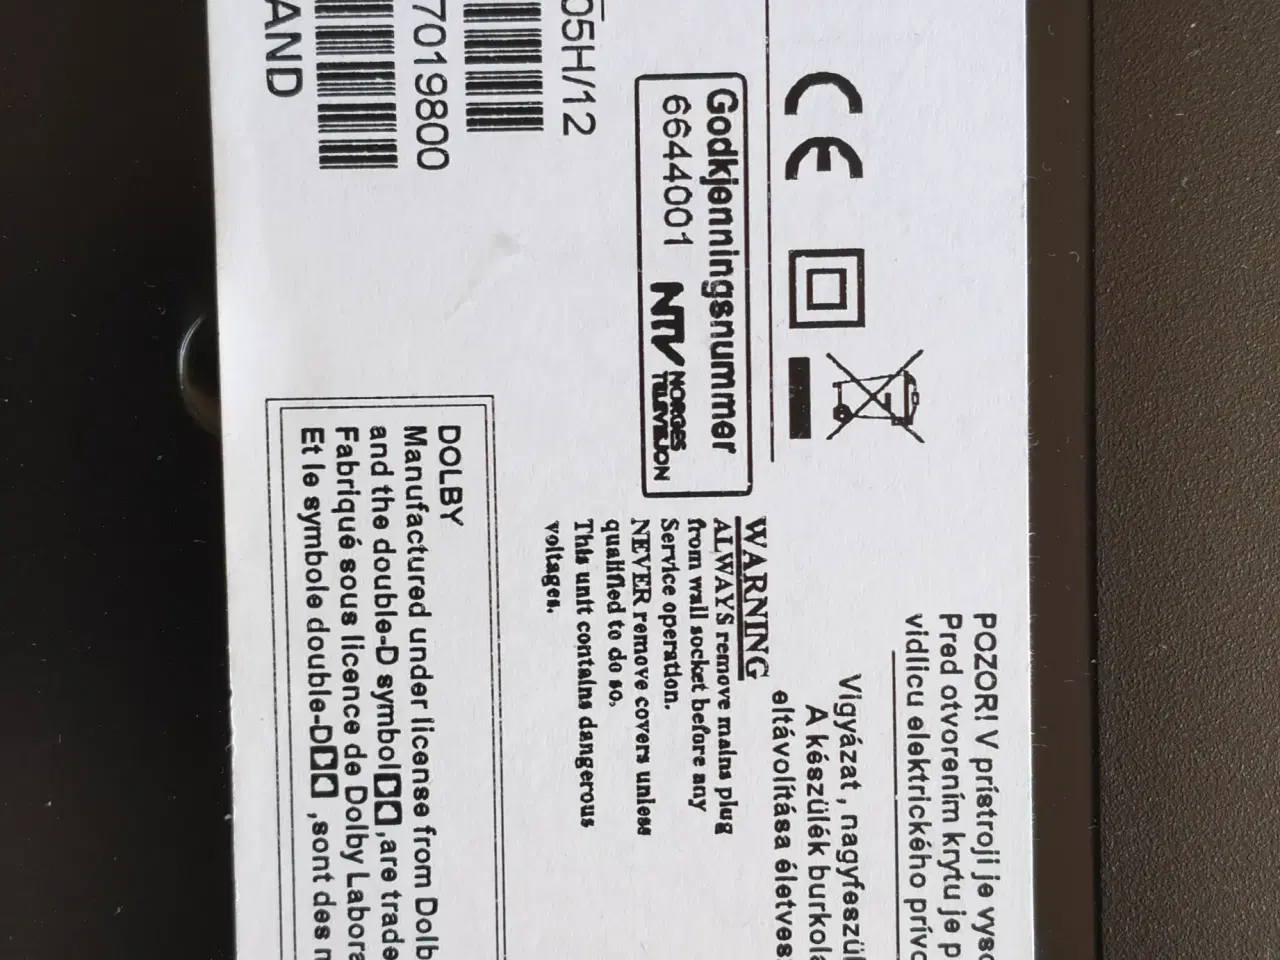 AND
7019800
05H/12
Godkjenningsnummer
6644001 NTV NORGES
TELEVISJON
CE
WARNING
ALWAYS remove mains plug
from wall socket before any
Service operation.
NEVER remove covers unless
qualified to do so,
This unit contains dangerous
voltages.
POZOR! V prístroji je vyso
Pred otvorením krytu je p
vidlicu elektrického prívo
Vigyázat, nagyfeszül
A készülék burkola
eltávolítása életves
DOLBY
Manufactured under license from Dolb
and the double-D symbol ,are trade
Fabriqué sous licence de Dolby Labora
Et le symbole double-D ,sont des n